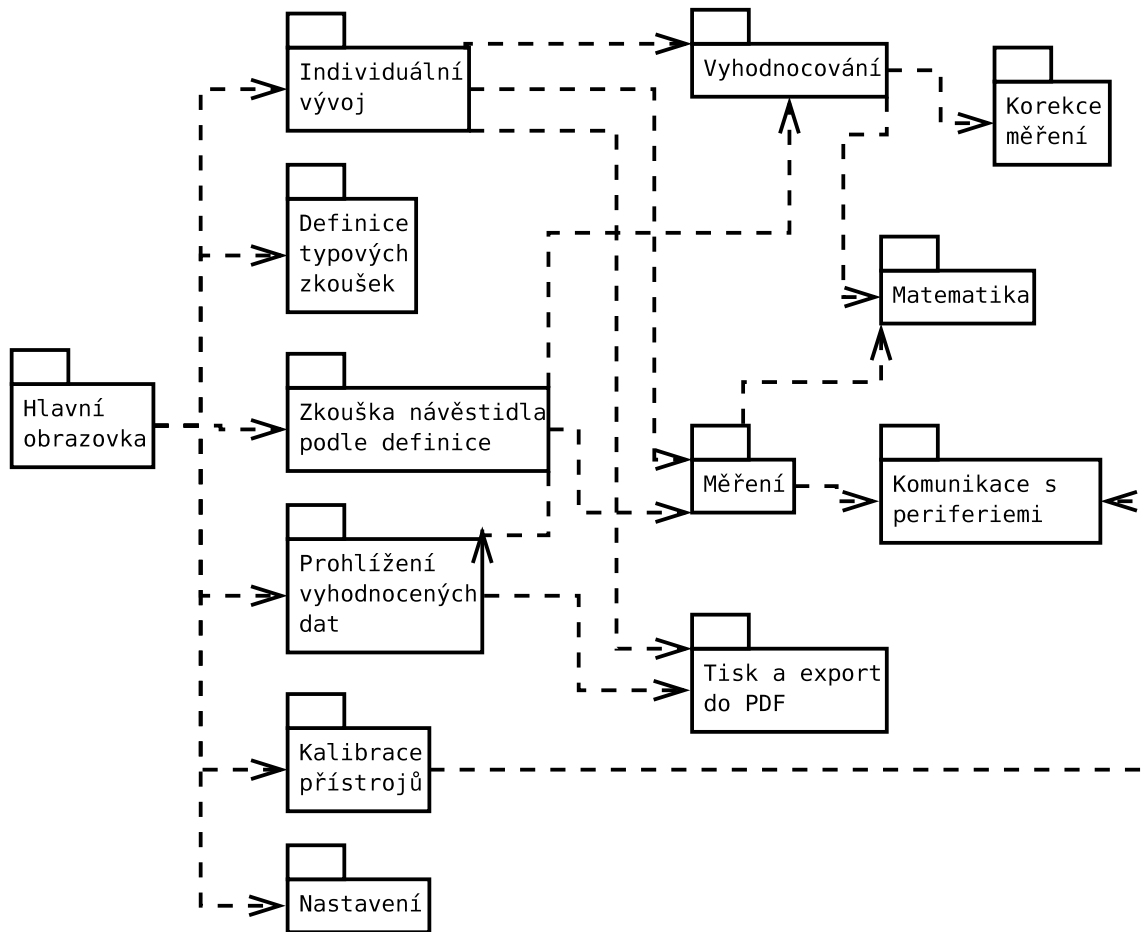 Hlavní
obrazovka
Individuální
vývoj
Definice
typových
zkoušek
Zkouška návěstidla
podle definice
Prohlížení
vyhodnocených
dat
Kalibrace
přístrojů
Nastavení
Vyhodnocování
Korekce
měření
Matematika
Měření
Komunikace s
periferiemi
Tisk a export
do PDF